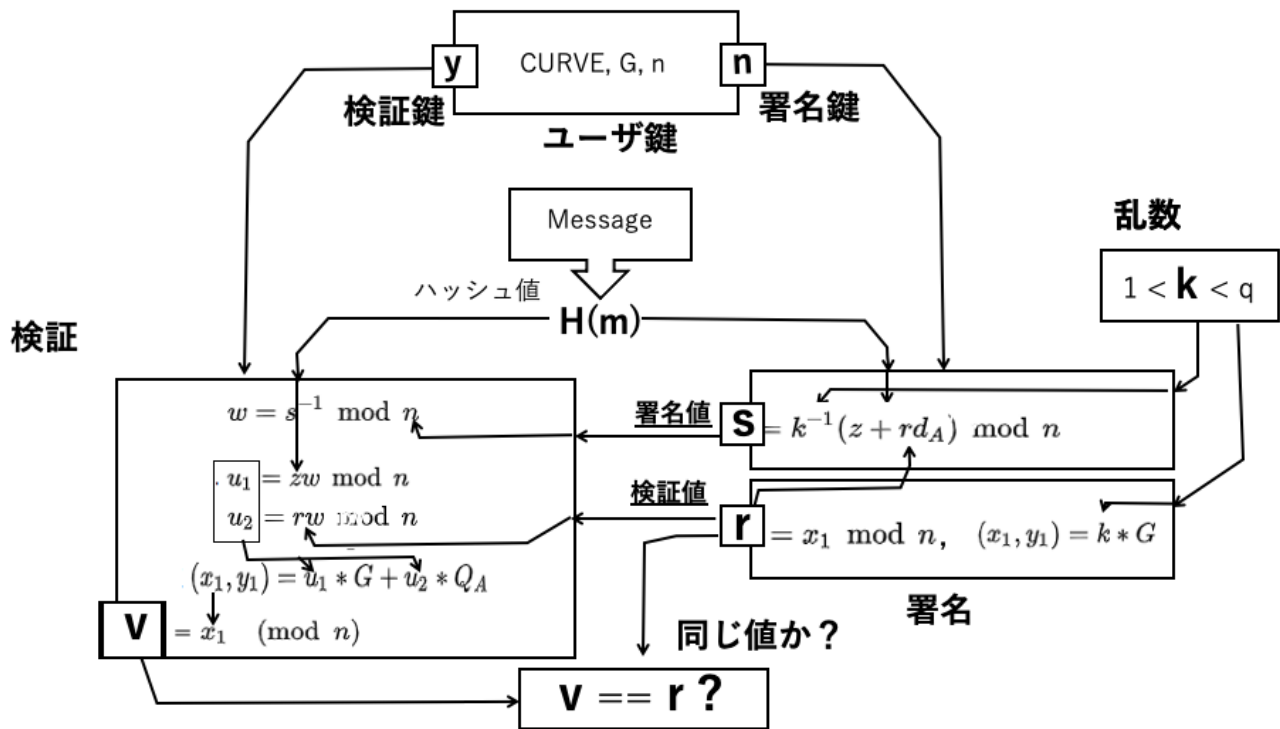 y
CURVE, G, n
n
検証鍵
署名鍵
ユーザ鍵
Message
乱数
1 < k < q
ハッシュ値
H(m)
検証
w = s^{-1} mod n
署名値
s = k^{-1}(z + rd_A) mod n
u_1 = zw mod n
検証値
u_2 = rw mod n
r = x_1 mod n, (x_1, y_1) = k * G
(x_1, y_1) = u_1 * G + u_2 * Q_A
署名
v = x_1 (mod n)
同じ値か？
v == r ?